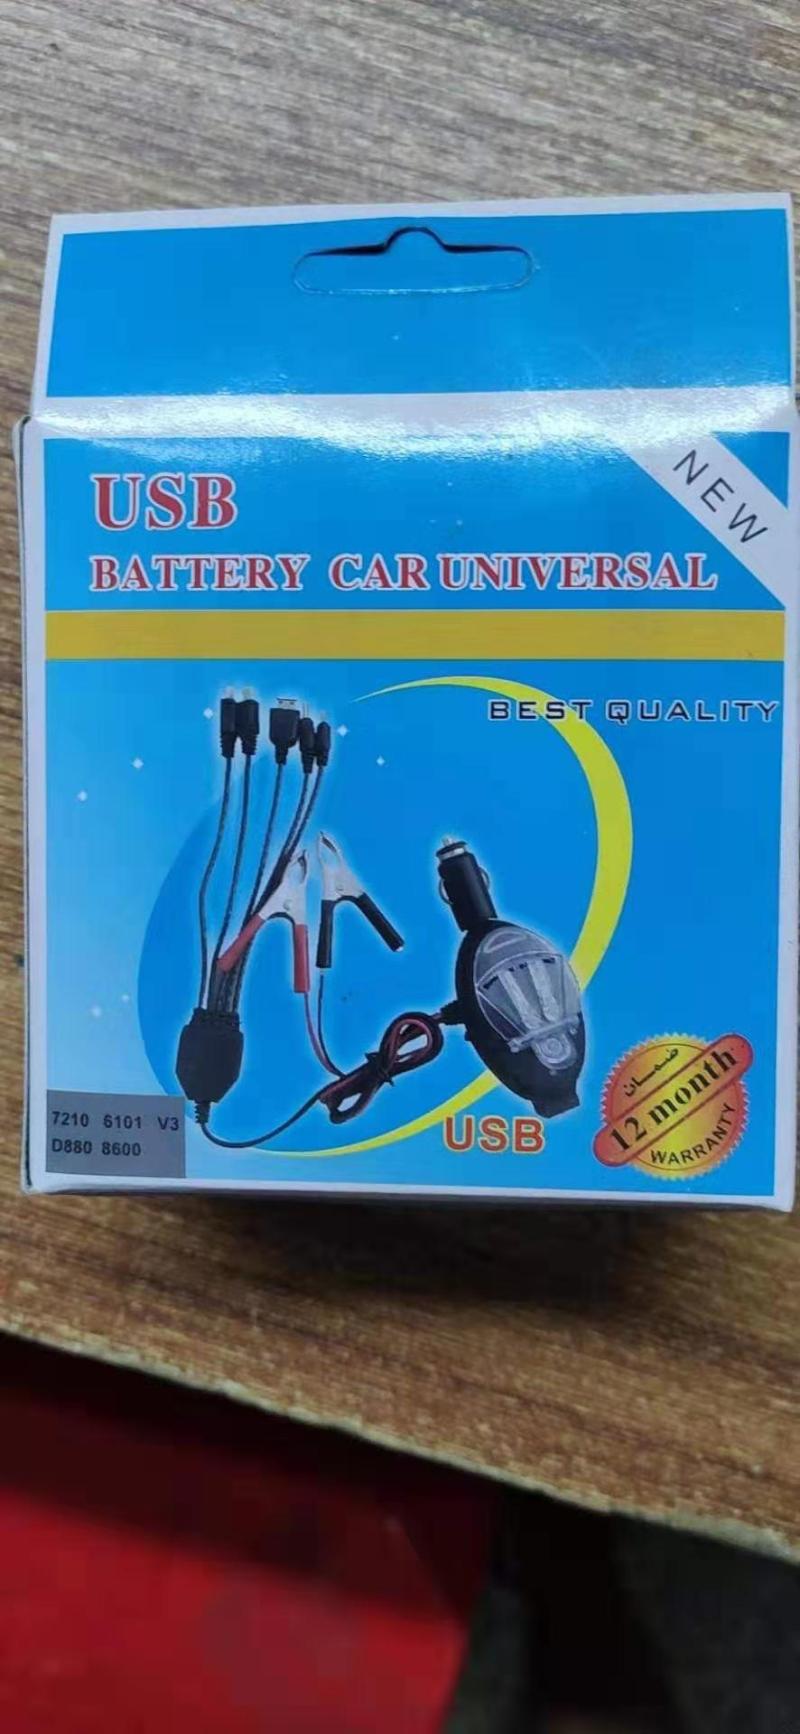 NEW
USB
BATTERY CAR UNIVERSAL
BEST QUALITY
USB
7210 6101 V3
D880 8600
ضمان
12 month
WARRANTY